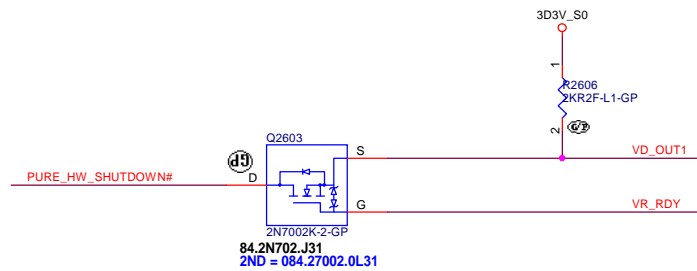 3D3V_S0
1
R2606
2KR2F-L1-GP
2
Q2603
GP
S
VD_OUT1
PURE_HW_SHUTDOWN#
D
G
VR_RDY
2N7002K-2-GP
84.2N702.J31
2ND = 084.27002.0L31